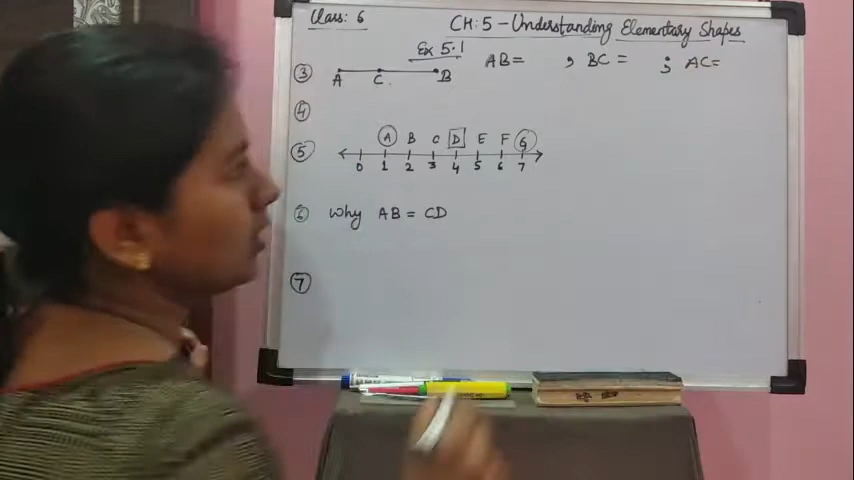 Class: 6
CH: 5 - Understanding Elementary Shapes
Ex 5.1
③ A C B AB= , BC = ; AC=
④
⑤ A B C D E F G
0 1 2 3 4 5 6 7
⑥ Why AB = CD
⑦